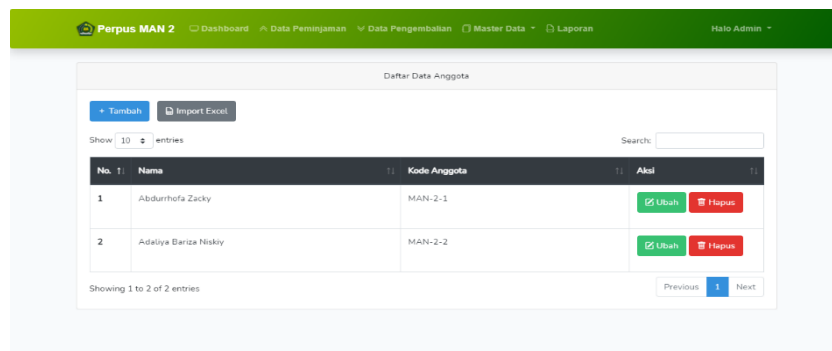 Perpus MAN 2 Dashboard Data Peminjaman Data Pengembalian Master Data Laporan Halo Admin
Daftar Data Anggota
+ Tambah Import Excel
Show 10 entries Search:
No. Nama Kode Anggota Aksi
1 Abdurrhofa Zacky MAN-2-1 Ubah Hapus
2 Adaliya Bariza Niskiy MAN-2-2 Ubah Hapus
Showing 1 to 2 of 2 entries Previous 1 Next